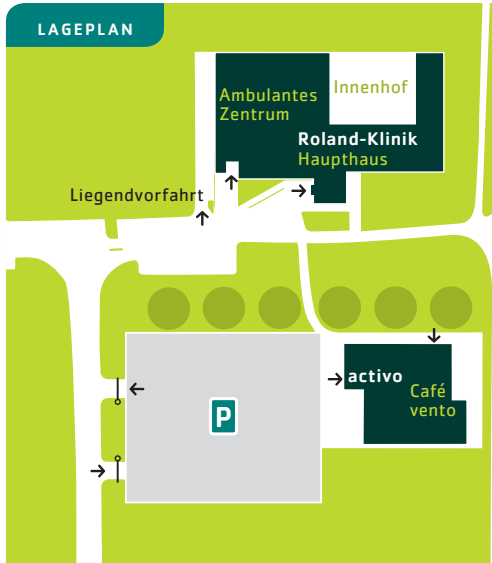 LAGEPLAN
Innenhof
Ambulantes
Zentrum
Roland-Klinik
Haupthaus
Liegendvorfahrt
activo
Café
vento
P